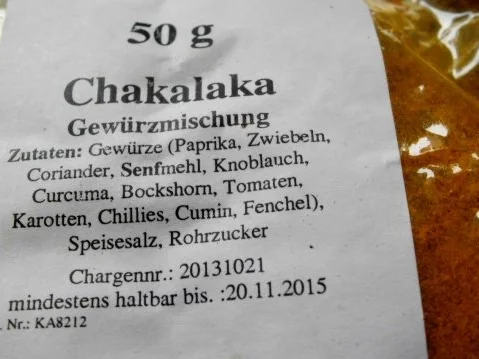 50 g
Chakalaka
Gewürzmischung
Zutaten: Gewürze (Paprika, Zwiebeln,
Coriander, Senfmehl, Knoblauch,
Curcuma, Bockshorn, Tomaten,
Karotten, Chillies, Cumin, Fenchel),
Speisesalz, Rohrzucker
Chargennr.: 20131021
mindestens haltbar bis. :20.11.2015
. Nr.: KA8212